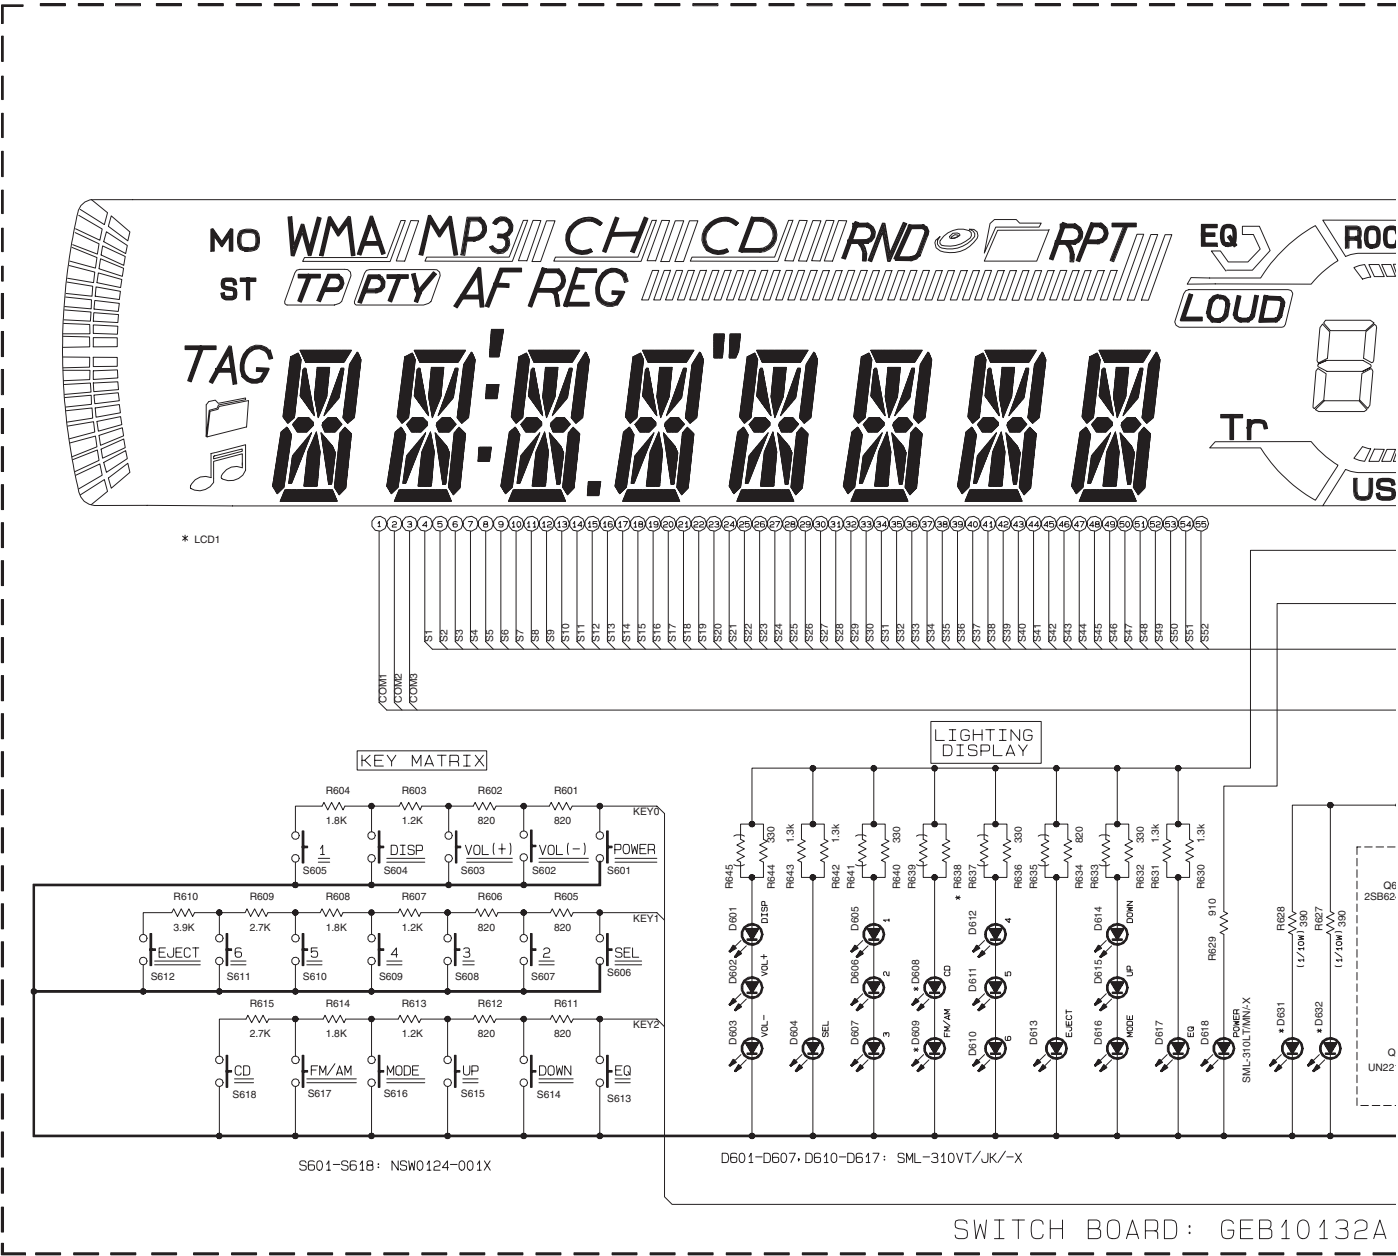 MO WMA MP3 CH CD RND RPT EQ
ST TP PTY AF REG LOUD
TAG
Tr
* LCD1
1 2 3 4 5 6 7 8 9 10 11 12 13 14 15 16 17 18 19 20 21 22 23 24 25 26 27 28 29 30 31 32 33 34 35 36 37 38 39 40 41 42 43 44 45 46 47 48 49 50 51 52 53 54 55
S1 S2 S3 S4 S5 S6 S7 S8 S9 S10 S11 S12 S13 S14 S15 S16 S17 S18 S19 S20 S21 S22 S23 S24 S25 S26 S27 S28 S29 S30 S31 S32 S33 S34 S35 S36 S37 S38 S39 S40 S41 S42 S43 S44 S45 S46 S47 S48 S49 S50 S51 S52
COM1 COM2 COM3
KEY MATRIX
R604 R603 R602 R601
1.8K 1.2K 820 820 KEY0
1 DISP VOL(+) VOL(-) POWER
S605 S604 S603 S602 S601
R610 R609 R608 R607 R606 R605
3.9K 2.7K 1.8K 1.2K 820 820 KEY1
EJECT 6 5 4 3 2 SEL
S612 S611 S610 S609 S608 S607 S606
R615 R614 R613 R612 R611
2.7K 1.8K 1.2K 820 820 KEY2
CD FM/AM MODE UP DOWN EQ
S618 S617 S616 S615 S614 S613
S601-S618: NSW0124-001X
LIGHTING
DISPLAY
330 1.3k 1.3k 330 330 820 330 1.3k 1.3k
R645 R644 R643 R642 R641 R640 R639 R638 * R637 R636 R635 R634 R633 R632 R631 R630
910 R629
R628 390 (1/10W)
R627 390 (1/10W)
D601 DISP D605 1 D612 4 D614 DOWN
D602 VOL+ D606 2 * D608 CD D611 5 D615 UP
D603 VOL- D604 SEL D607 3 * D609 FM/AM D610 6 D613 EJECT D616 MODE D617 EQ D618 POWER * D631 * D632
SML-310LT/MN/-X
D601-D607, D610-D617: SML-310VT/JK/-X
SWITCH BOARD: GEB10132A